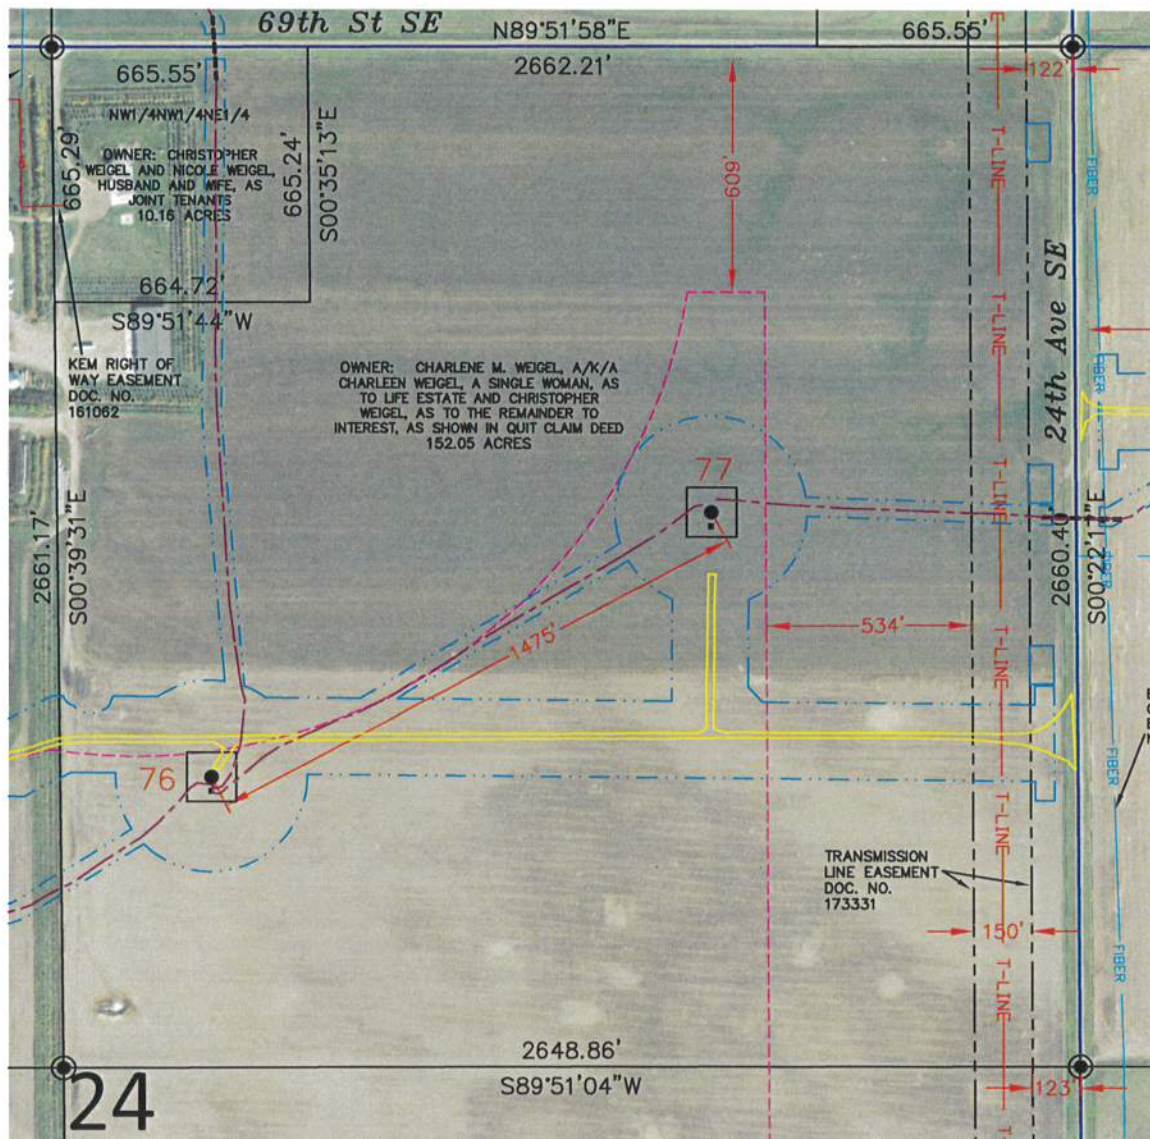 69th St SE
N89°51'58"E
665.55'
665.55'
2662.21'
122'
NW1/4NW1/4NE1/4
665.29'
OWNER: CHRISTOPHER
WEIGEL AND NICOLE WEIGEL,
HUSBAND AND WIFE, AS
JOINT TENANTS
10.16 ACRES
665.24'
S00°35'13"E
609'
T-LINE
FIBER
664.72'
S89°51'44"W
24th Ave SE
T-LINE
KEM RIGHT OF
WAY EASEMENT
DOC. NO.
161062
OWNER: CHARLENE M. WEIGEL, A/K/A
CHARLEEN WEIGEL, A SINGLE WOMAN, AS
TO LIFE ESTATE AND CHRISTOPHER
WEIGEL, AS TO THE REMAINDER TO
INTEREST, AS SHOWN IN QUIT CLAIM DEED
152.05 ACRES
FIBER
77
T-LINE
2661.17'
S00°39'31"E
2660.40'
S00°22'17"E
FIBER
1475'
534'
T-LINE
76
FIBER
T-LINE
TRANSMISSION
LINE EASEMENT
DOC. NO.
173331
150'
FIBER
T-LINE
2648.86'
S89°51'04"W
123'
24